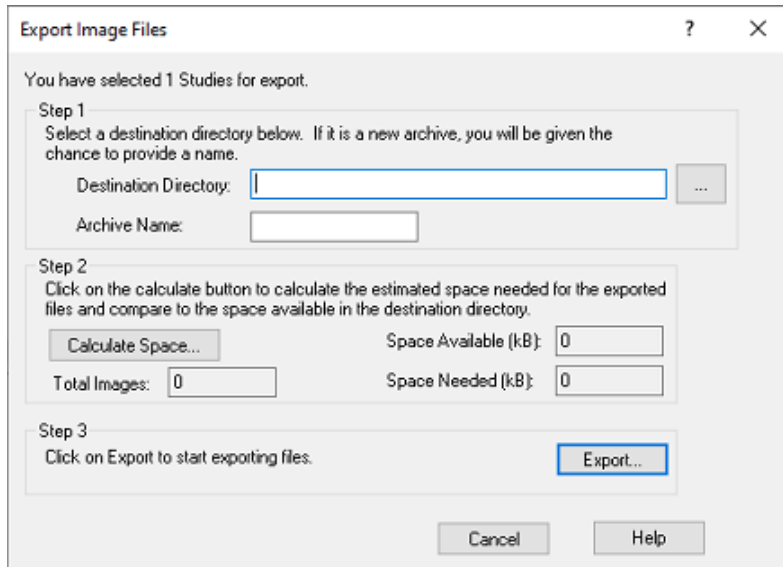 Export Image Files ?
You have selected 1 Studies for export.
Step 1
Select a destination directory below. If it is a new archive, you will be given the
chance to provide a name.
Destination Directory: ...
Archive Name:
Step 2
Click on the calculate button to calculate the estimated space needed for the exported
files and compare to the space available in the destination directory.
Calculate Space... Space Available (kB): 0
Total Images: 0 Space Needed (kB): 0
Step 3
Click on Export to start exporting files. Export...
Cancel Help